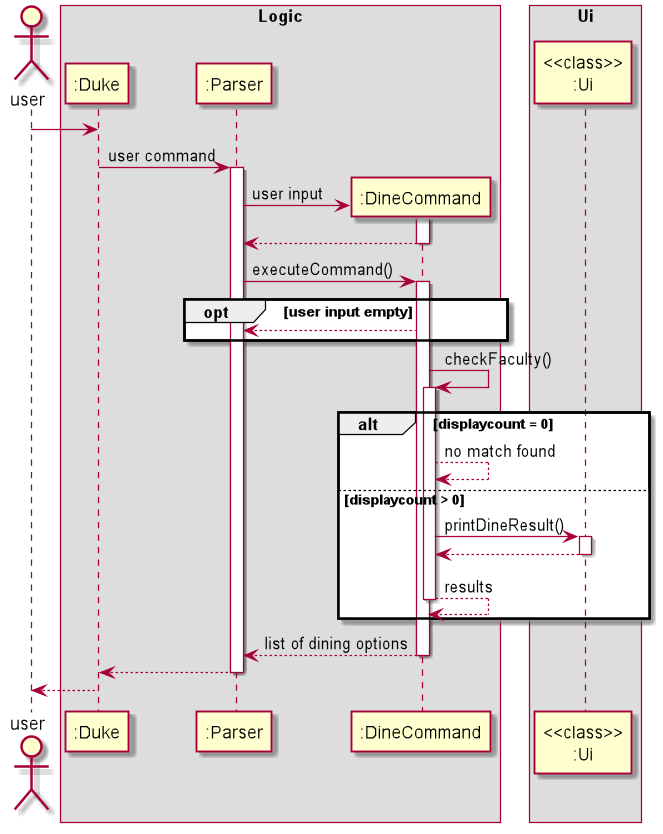 Logic
Ui
user
:Duke
:Parser
<<class>>
:Ui
user command
user input
:DineCommand
executeCommand()
opt
[user input empty]
checkFaculty()
alt
[displaycount = 0]
no match found
[displaycount > 0]
printDineResult()
results
list of dining options
user
:Duke
:Parser
:DineCommand
<<class>>
:Ui